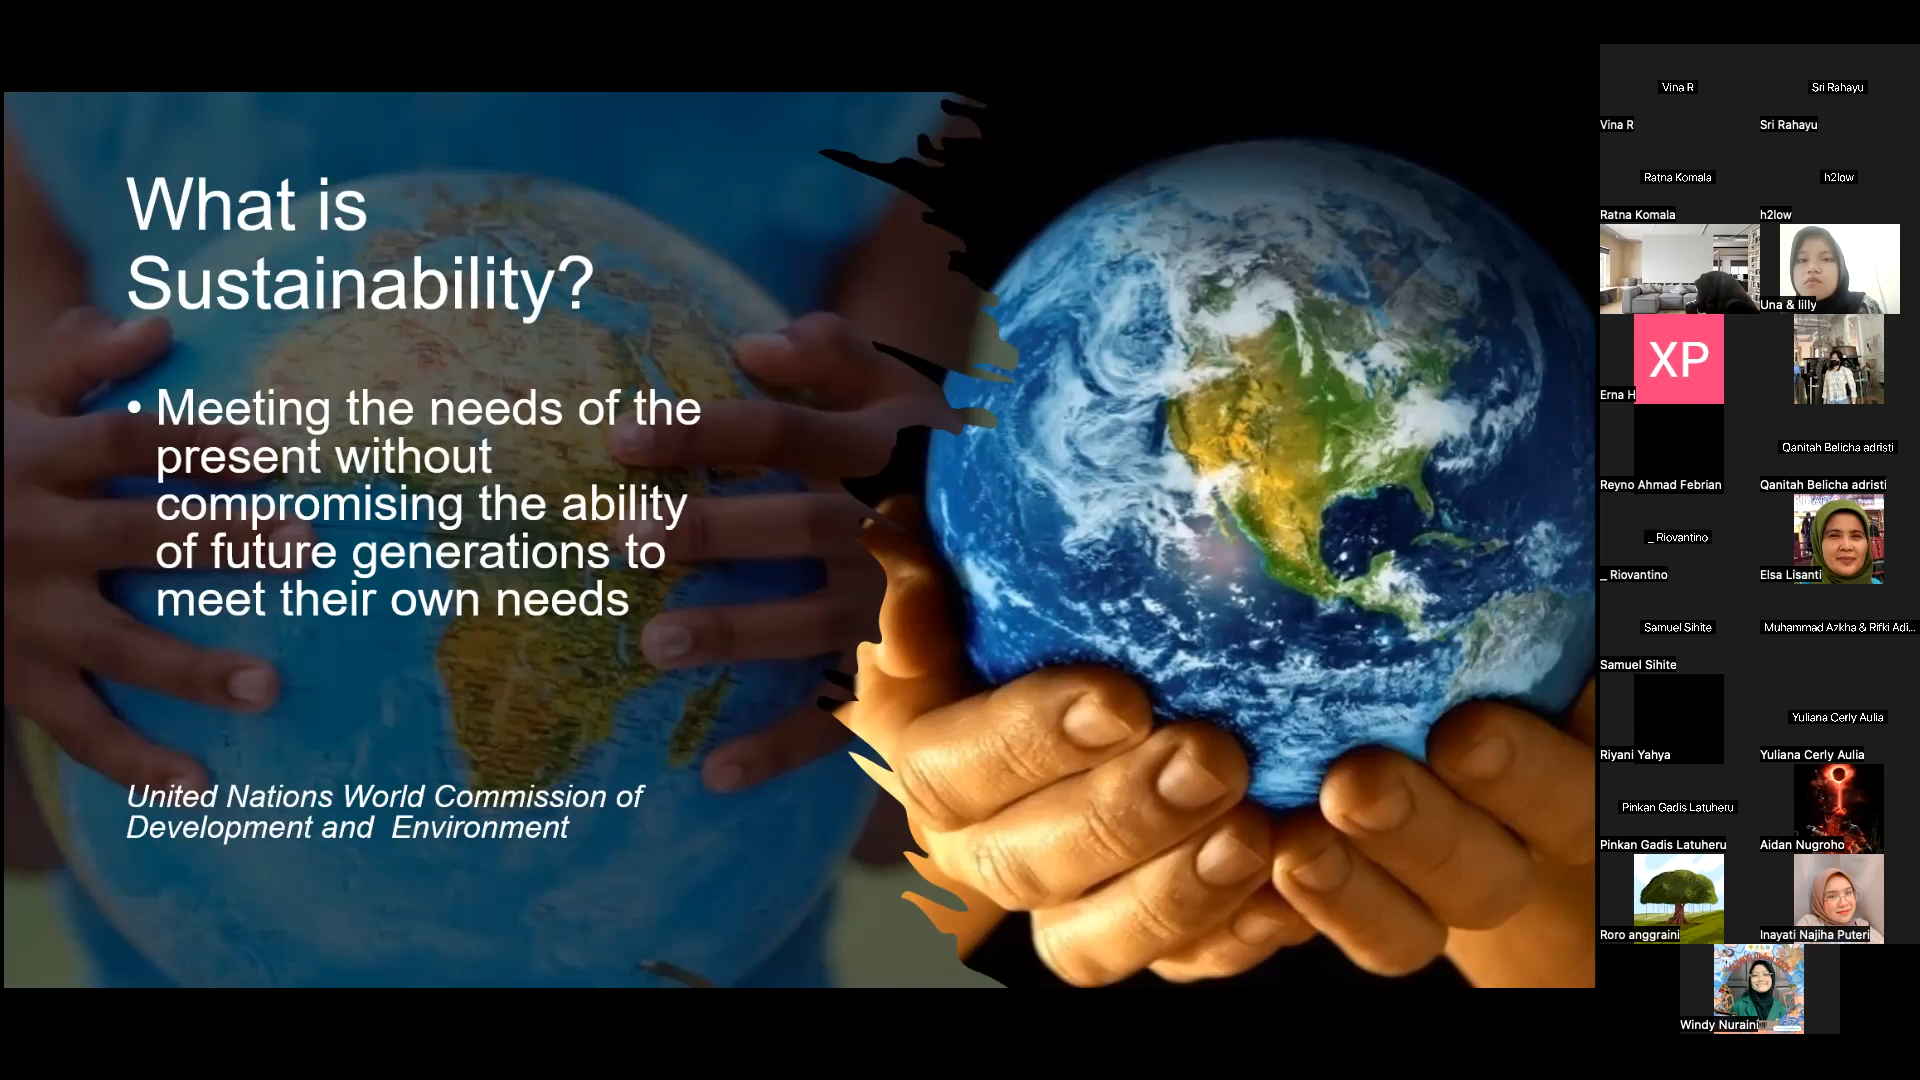 What is
Sustainability?
• Meeting the needs of the
present without
compromising the ability
of future generations to
meet their own needs
United Nations World Commission of
Development and  Environment
Vina R
Sri Rahayu
Vina R
Sri Rahayu
Ratna Komala
h2low
Ratna Komala
h2low
Una & lilly
XP
Erna H
Qanitah Belicha adristi
Reyno Ahmad Febrian
Qanitah Belicha adristi
_ Riovantino
_ Riovantino
Elsa Lisanti
Samuel Sihite
Muhammad Azkha & Rifki Adi...
Samuel Sihite
Yuliana Cerly Aulia
Riyani Yahya
Yuliana Cerly Aulia
Pinkan Gadis Latuheru
Pinkan Gadis Latuheru
Aidan Nugroho
Roro anggraini
Inayati Najiha Puteri
Windy Nuraini